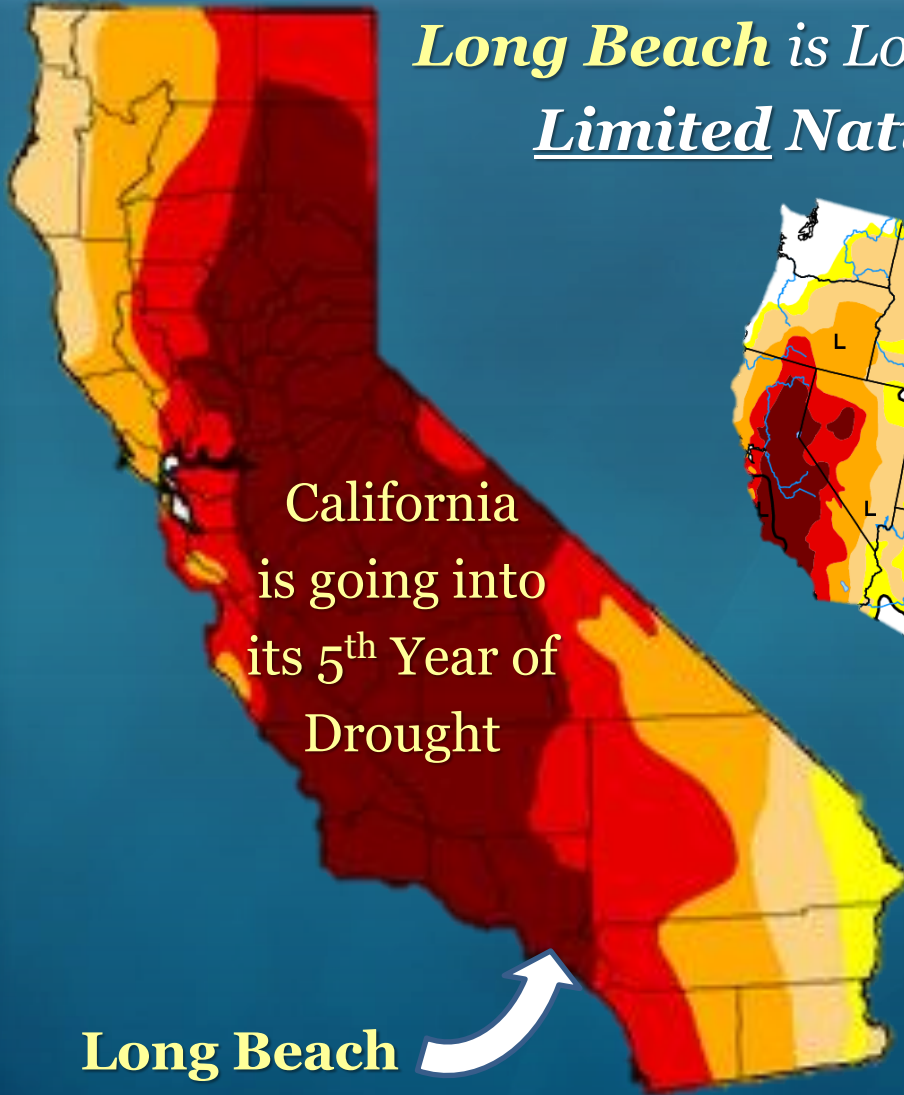 Long Beach is Lo
Limited Nat
L
L
L
California
is going into
its 5th Year of
Drought
Long Beach